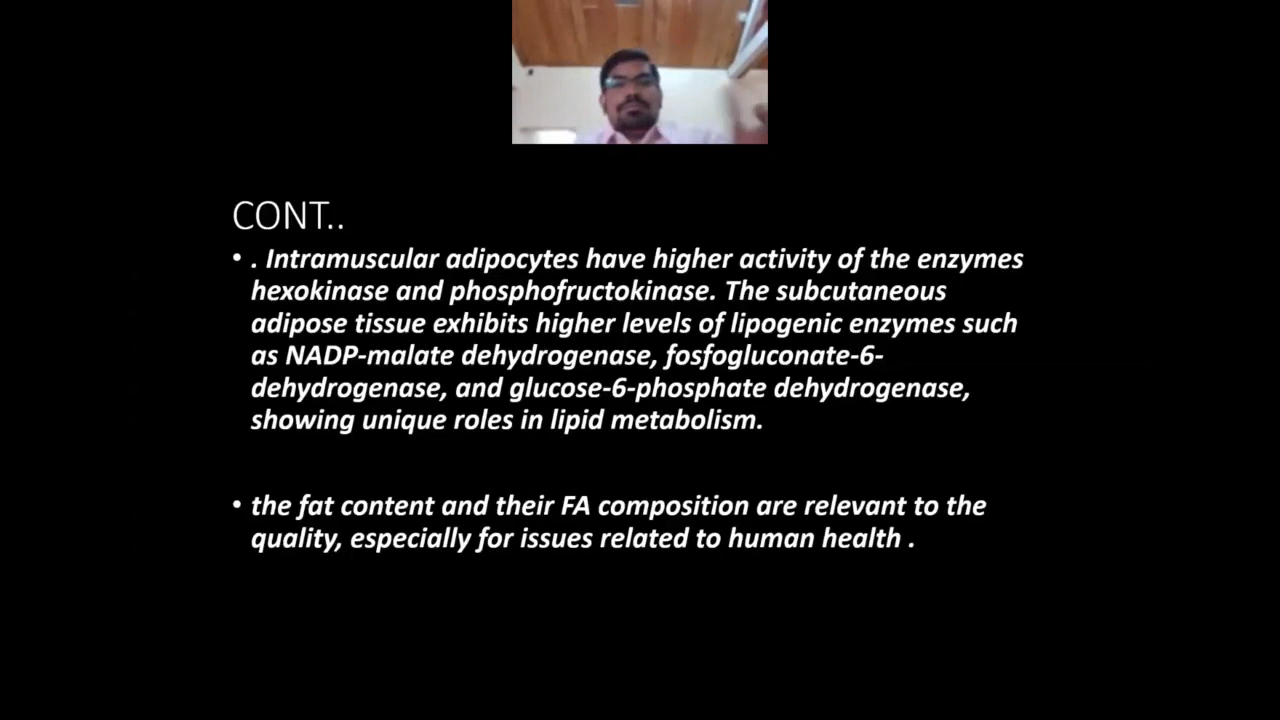 CONT..
• . Intramuscular adipocytes have higher activity of the enzymes
hexokinase and phosphofructokinase. The subcutaneous
adipose tissue exhibits higher levels of lipogenic enzymes such
as NADP-malate dehydrogenase, fosfogluconate-6-
dehydrogenase, and glucose-6-phosphate dehydrogenase,
showing unique roles in lipid metabolism.
• the fat content and their FA composition are relevant to the
quality, especially for issues related to human health .